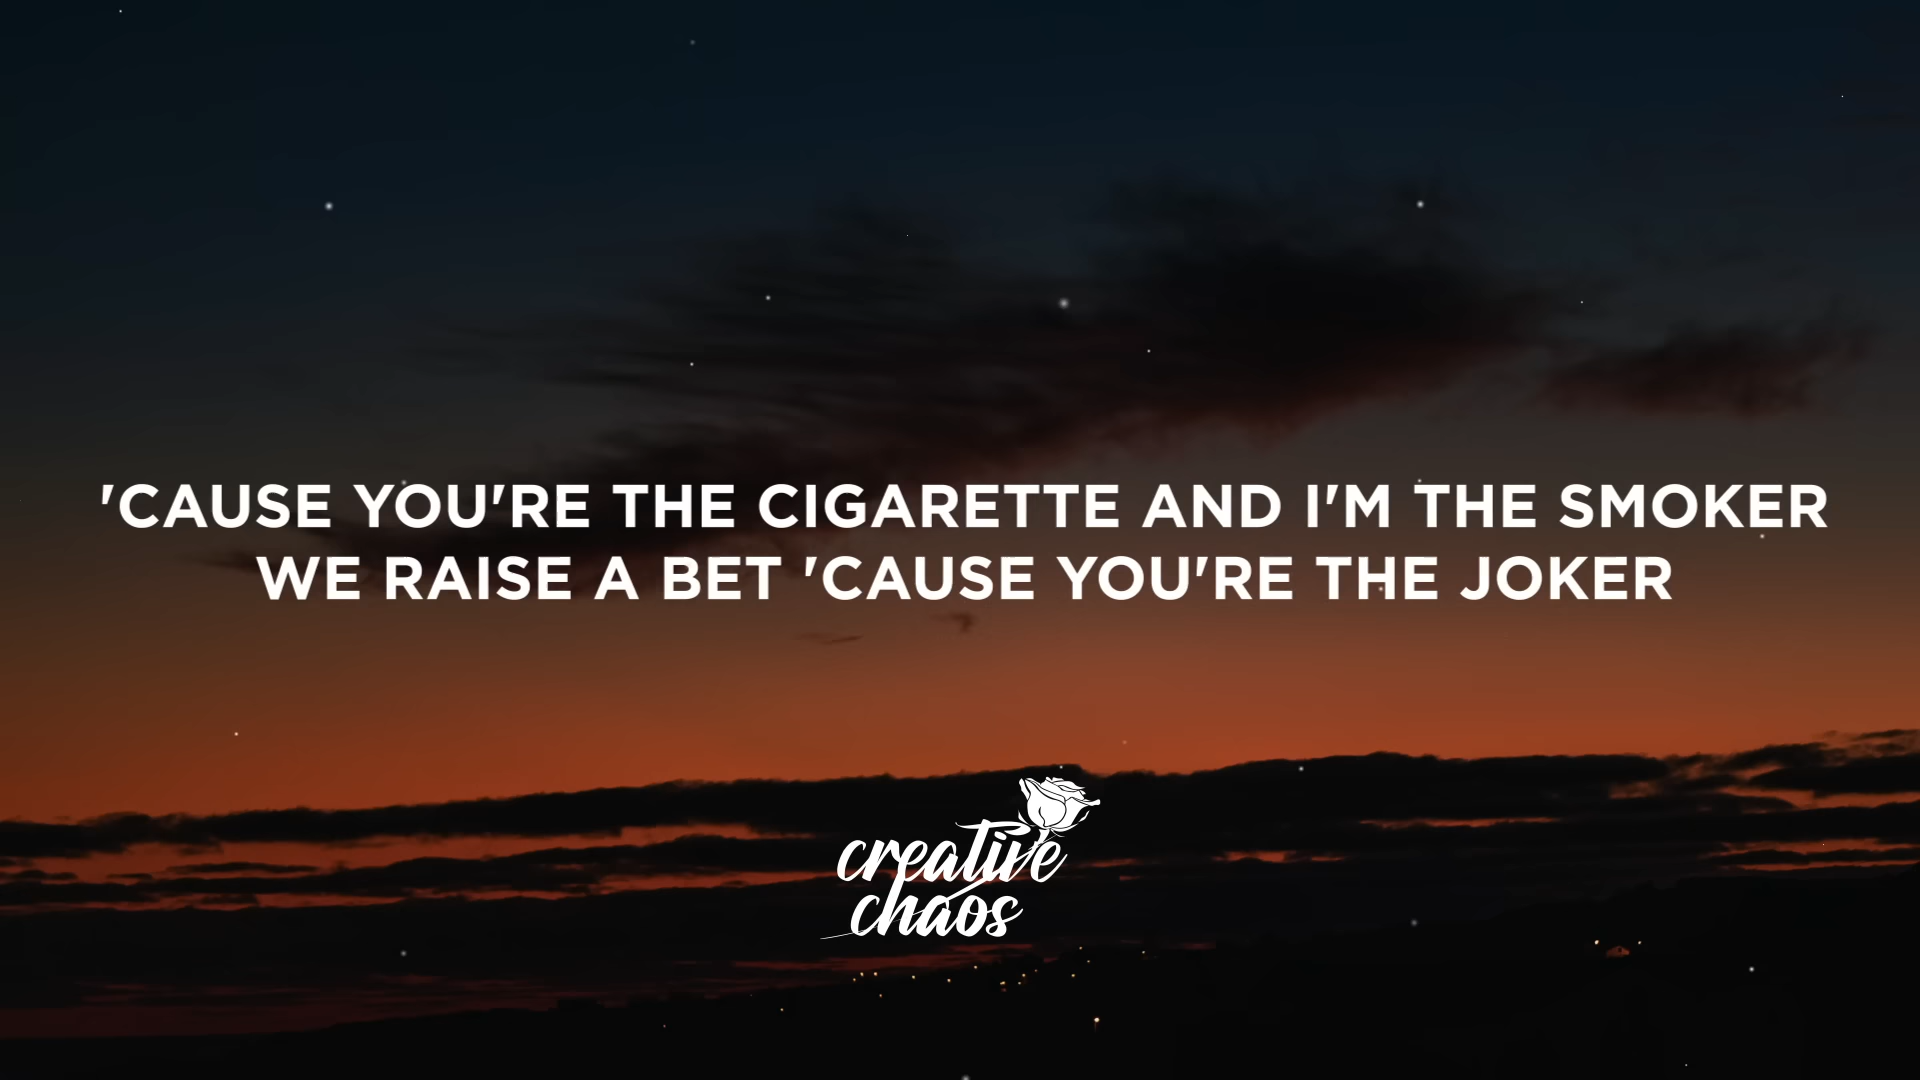 'CAUSE YOU'RE THE CIGARETTE AND I'M THE SMOKER
WE RAISE A BET 'CAUSE YOU'RE THE JOKER
creative
chaos